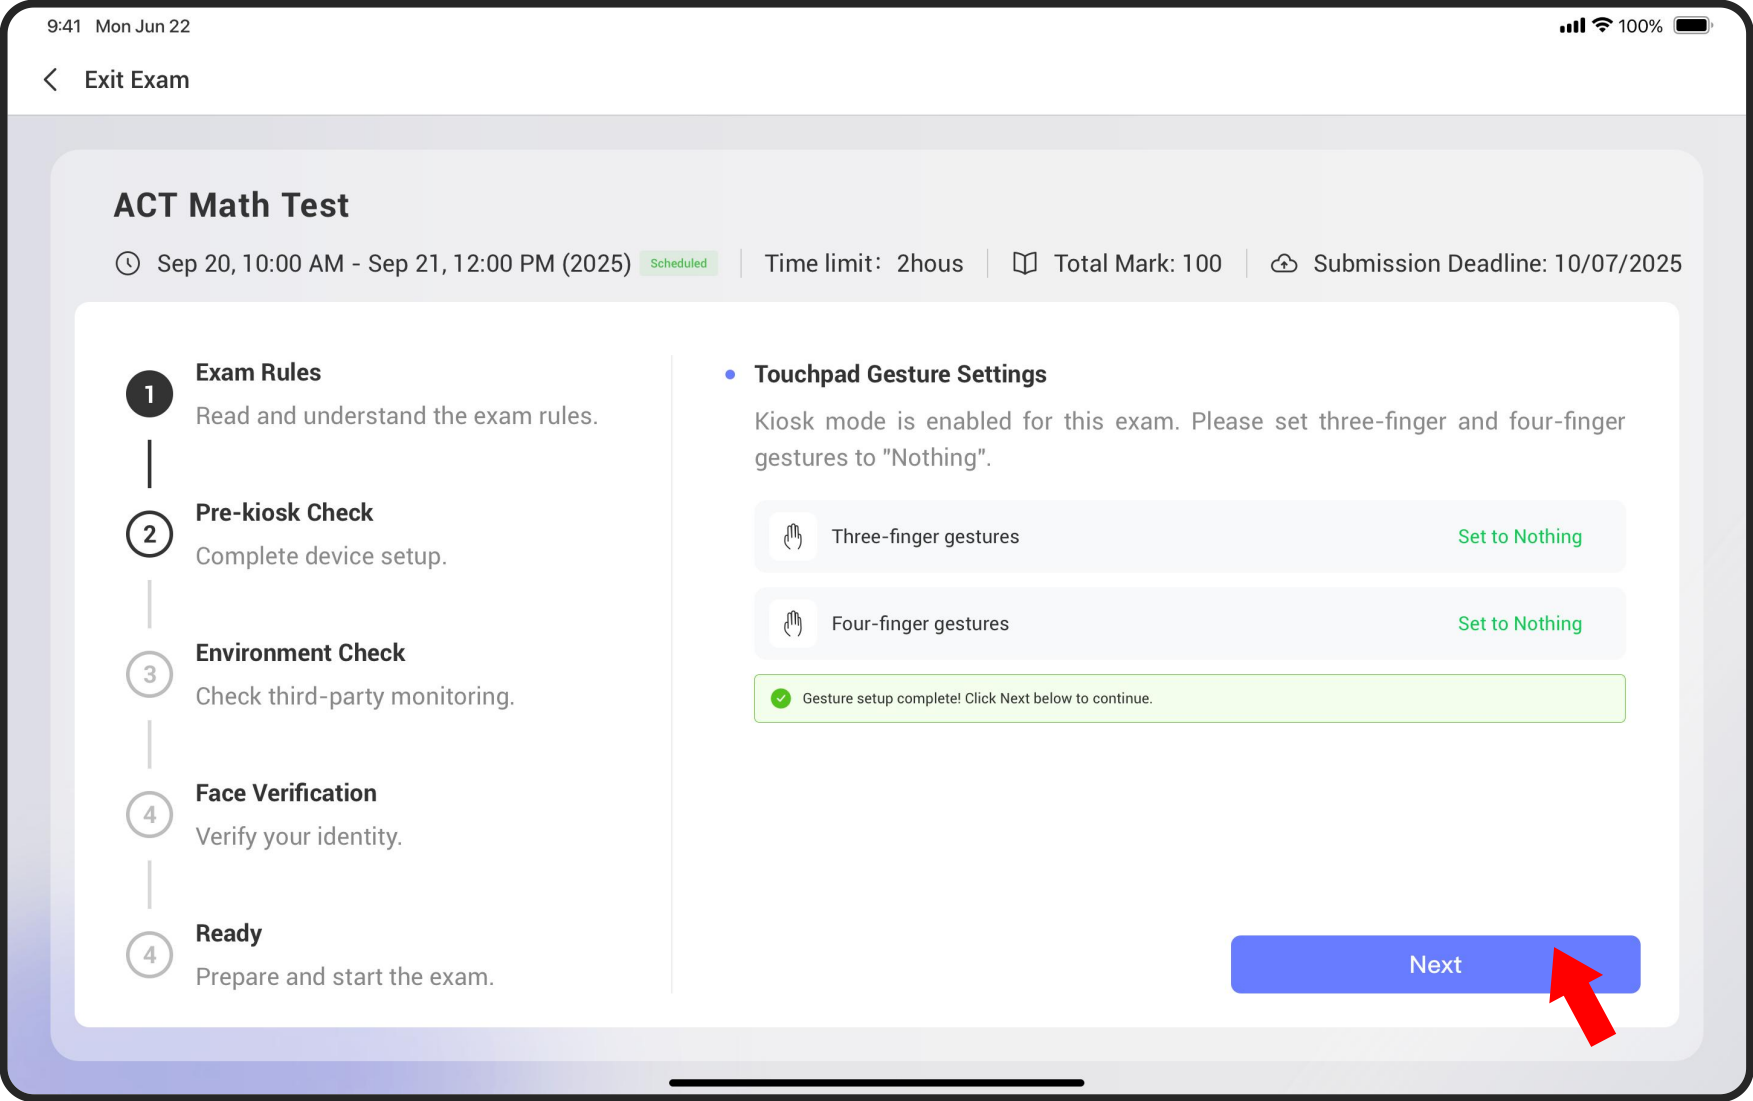 9:41 Mon Jun 22
100%
Exit Exam
ACT Math Test
Sep 20, 10:00 AM - Sep 21, 12:00 PM (2025) Scheduled Time limit: 2hous Total Mark: 100 Submission Deadline: 10/07/2025
1 Exam Rules
Read and understand the exam rules.
2 Pre-kiosk Check
Complete device setup.
3 Environment Check
Check third-party monitoring.
4 Face Verification
Verify your identity.
4 Ready
Prepare and start the exam.
Touchpad Gesture Settings
Kiosk mode is enabled for this exam. Please set three-finger and four-finger
gestures to "Nothing".
Three-finger gestures Set to Nothing
Four-finger gestures Set to Nothing
Gesture setup complete! Click Next below to continue.
Next